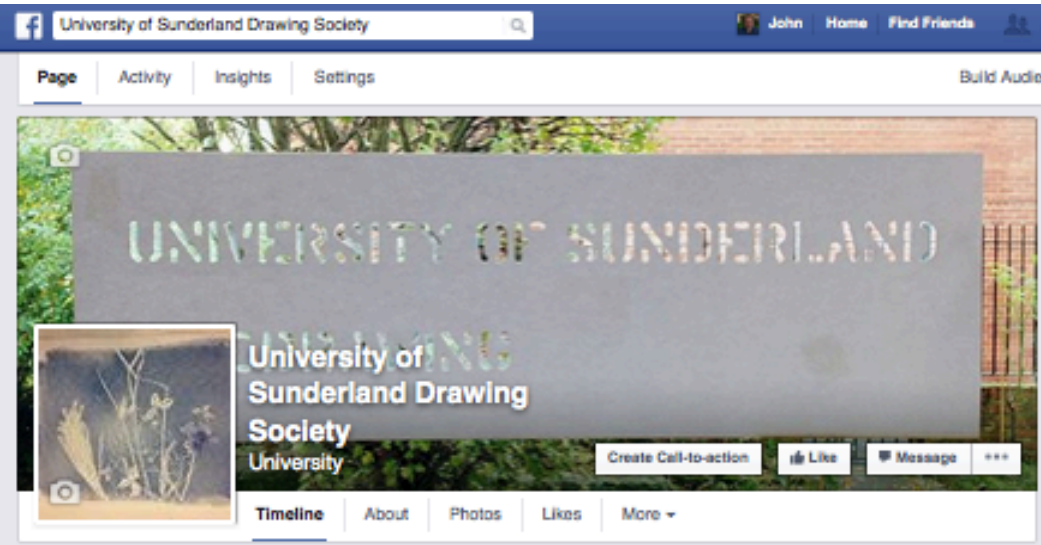 University of Sunderland Drawing Society
John Home Find Friends
Page Activity Insights Settings Build Audie
UNIVERSITY OF SUNDERLAND
DRAWING
University of
Sunderland Drawing
Society
University
Create Call-to-action Like Message
Timeline About Photos Likes More